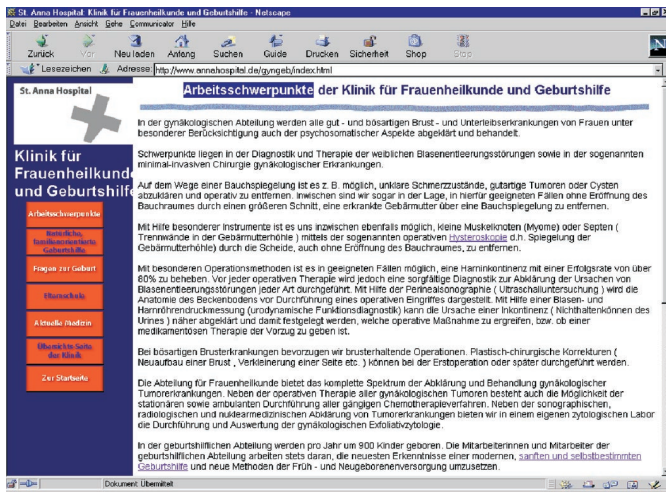 St. Anna Hospital: Klinik für Frauenheilkunde und Geburtshilfe - Netscape
Datei Bearbeiten Ansicht Gehe Communicator Hilfe
Zurück Vor Neu laden Anfang Suchen Guide Drucken Sicherheit Shop Stop
Lesezeichen Adresse: http://www.annahospital.de/gyngeb/index.html
St. Anna Hospital
Klinik für
Frauenheilkunde
und Geburtshilfe
Arbeitsschwerpunkte
Natürliche,
familienorientierte
Geburtshilfe
Fragen zur Geburt
Elternschule
Aktuelle Medizin
Übersichts-Seite
der Klinik
Zur Startseite
Arbeitsschwerpunkte der Klinik für Frauenheilkunde und Geburtshilfe
In der gynäkologischen Abteilung werden alle gut - und bösartigen Brust - und Unterleibserkrankungen von Frauen unter
besonderer Berücksichtigung auch der psychosomatischer Aspekte abgeklärt und behandelt.
Schwerpunkte liegen in der Diagnostik und Therapie der weiblichen Blasenentleerungsstörungen sowie in der sogenannten
minimal-invasiven Chirurgie gynäkologischer Erkrankungen.
Auf dem Wege einer Bauchspiegelung ist es z. B. möglich, unklare Schmerzzustände, gutartige Tumoren oder Cysten
abzuklären und operativ zu entfernen. Inwischen sind wir sogar in der Lage, in hierfür geeigneten Fällen ohne Eröffnung des
Bauchraumes durch einen größeren Schnitt, eine erkrankte Gebärmutter über eine Bauchspiegelung zu entfernen.
Mit Hilfe besonderer Instrumente ist es uns inzwischen ebenfalls möglich, kleine Muskelknoten (Myome) oder Septen (
Trennwände in der Gebärmutterhöhle ) mittels der sogenannten operativen Hysteroskopie d.h. Spiegelung der
Gebärmutterhöhle) durch die Scheide, auch ohne Eröffnung des Bauchraums, zu entfernen.
Mit besonderen Operationsmethoden ist es in geeigneten Fällen möglich, eine Harninkontinenz mit einer Erfolgsrate von über
80% zu beheben. Vor jeder operativen Therapie wird jedoch eine sorgfältige Diagnostik zur Abklärung der Ursachen von
Blasenentleerungsstörungen jeder Art durchgeführt. Mit Hilfe der Perinealsonographie ( Ultraschalluntersuchung ) wird die
Anatomie des Beckenbodens vor Durchführung eines operativen Eingriffes dargestellt. Mit Hilfe einer Blasen- und
Harnröhrendruckmessung (urodynamische Funktionsdiagnostik) kann die Ursache einer Inkontinenz ( Nichthaltenkönnen des
Urines ) näher abgeklärt und damit festgelegt werden, welche operative Maßnahme zu ergreifen, bzw. ob einer
medikamentösen Therapie der Vorzug zu geben ist.
Bei bösartigen Brusterkrankungen bevorzugen wir brusterhaltende Operationen. Plastisch-chirurgische Korrekturen (
Neuaufbau einer Brust , Verkleinerung einer Seite etc. ) können bei der Erstoperation oder später durchgeführt werden.
Die Abteilung für Frauenheilkunde bietet das komplette Spektrum der Abklärung und Behandlung gynäkologischer
Tumorerkrankungen. Neben der operativen Therapie aller gynäkologischen Tumoren besteht auch die Möglichkeit der
stationären sowie ambulanten Durchführung aller gängigen Chemotherapieverfahren. Neben der sonographischen,
radiologischen und nuklearmedizinischen Abklärung von Tumorerkrankungen bieten wir in einem eigenen zytologischen Labor
die Durchführung und Auswertung der gynäkologischen Exfoliativzytologie.
In der geburtshilflichen Abteilung werden pro Jahr um 900 Kinder geboren. Die Mitarbeiterinnen und Mitarbeiter der
geburtshilflichen Abteilung arbeiten stets daran, die neuesten Erkenntnisse einer modernen, sanften und selbstbestimmten
Geburtshilfe und neue Methoden der Früh - und Neugeborenenversorgung umzusetzen.
Dokument: Übermittelt